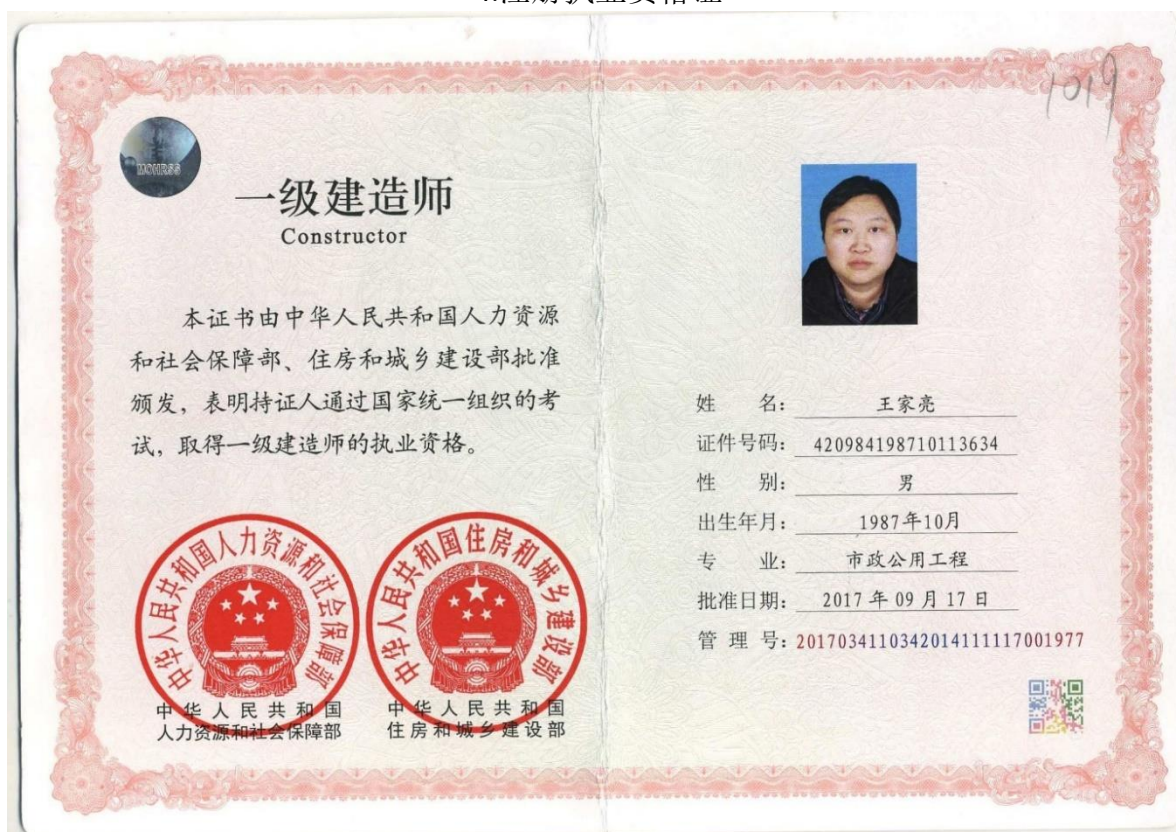 1019
MOHRSS
一级建造师
Constructor
本证书由中华人民共和国人力资源
和社会保障部、住房和城乡建设部批准
颁发，表明持证人通过国家统一组织的考
试，取得一级建造师的执业资格。
中华人民共和国人力资源和社会保障部
中华人民共和国
人力资源和社会保障部
中华人民共和国住房和城乡建设部
中华人民共和国
住房和城乡建设部
姓 名：王家亮
证件号码：420984198710113634
性 别：男
出生年月：1987年10月
专 业：市政公用工程
批准日期：2017年09月17日
管 理 号：2017034110342014111117001977